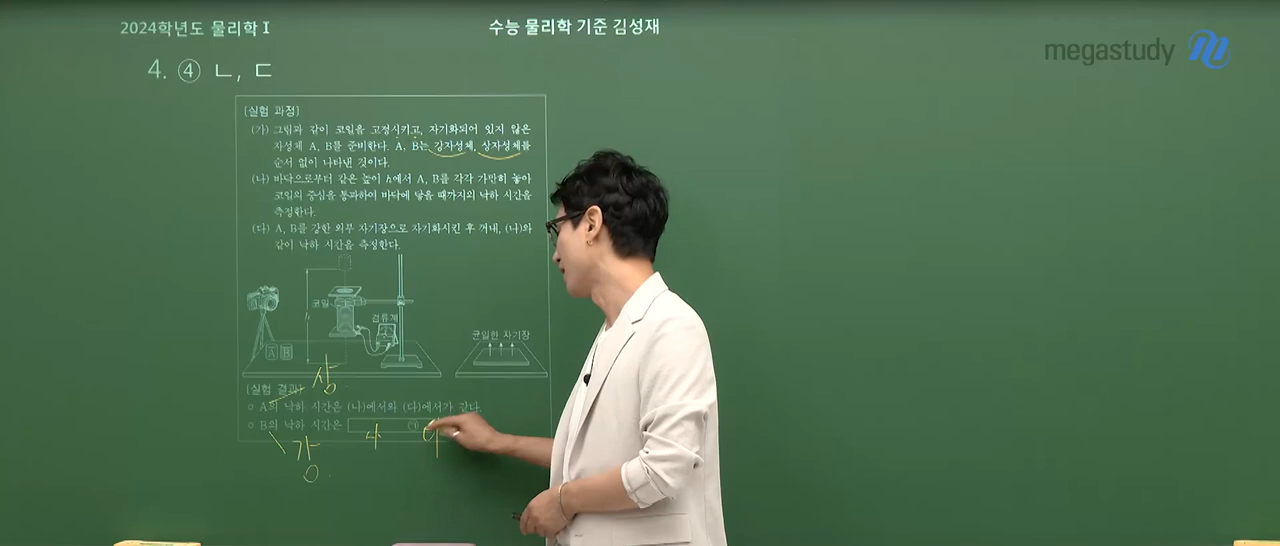 2024학년도 물리학 I
수능 물리학 기준 김성재
megastudy
4. ④ ㄴ, ㄷ
[실험 과정]
(가) 그림과 같이 코일을 고정시키고, 자기화되어 있지 않은
자성체 A, B를 준비한다. A, B는 강자성체, 상자성체를
순서 없이 나타낸 것이다.
(나) 바닥으로부터 같은 높이 h에서 A, B를 각각 가만히 놓아
코일의 중심을 통과하여 바닥에 닿을 때까지의 낙하 시간을
측정한다.
(다) A, B를 강한 외부 자기장으로 자기화시킨 후 꺼내, (나)와
같이 낙하 시간을 측정한다.
코일
h
검류계
A B
균일한 자기장
상
[실험 결과]
○ A의 낙하 시간은 (나)에서와 (다)에서가 같다.
○ B의 낙하 시간은 ㉠
강